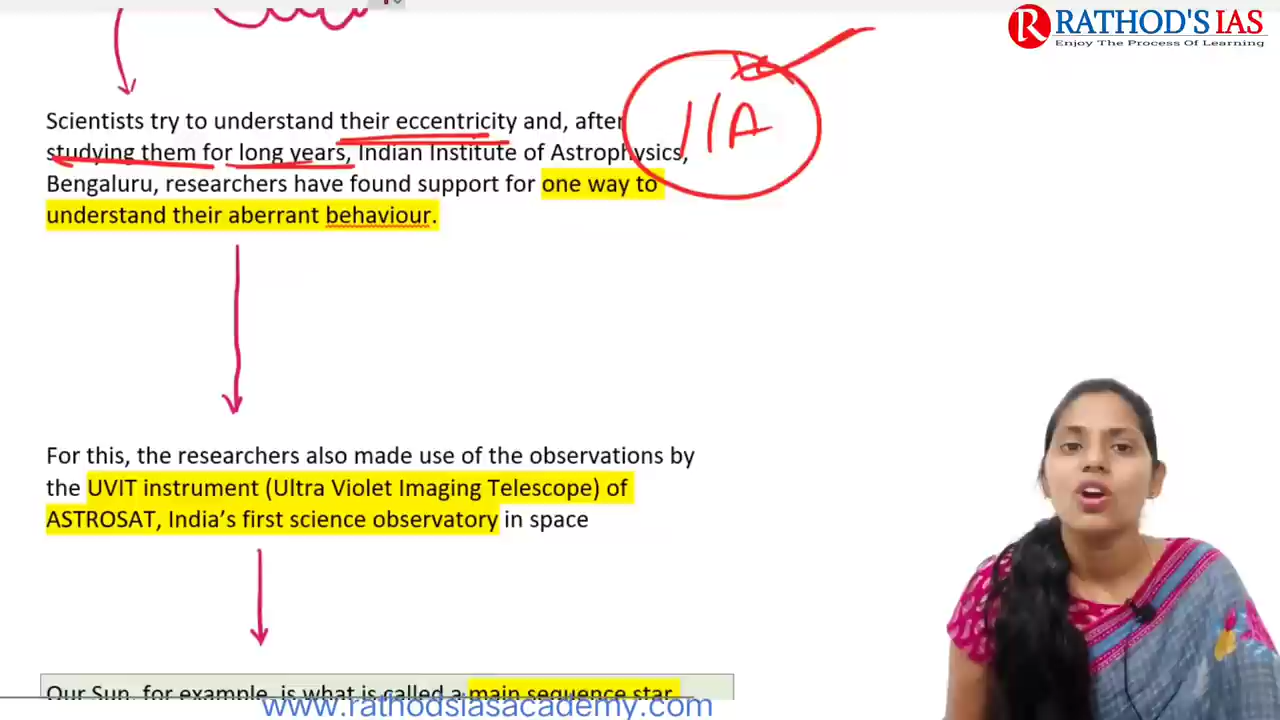 RATHOD'S IAS
Enjoy The Process Of Learning
Scientists try to understand their eccentricity and, after
IIA
studying them for long years, Indian Institute of Astrophysics,
Bengaluru, researchers have found support for one way to
understand their aberrant behaviour.
For this, the researchers also made use of the observations by
the UVIT instrument (Ultra Violet Imaging Telescope) of
ASTROSAT, India's first science observatory in space
Our Sun, for example, is what is called a main sequence star
www.rathodsiasacademy.com